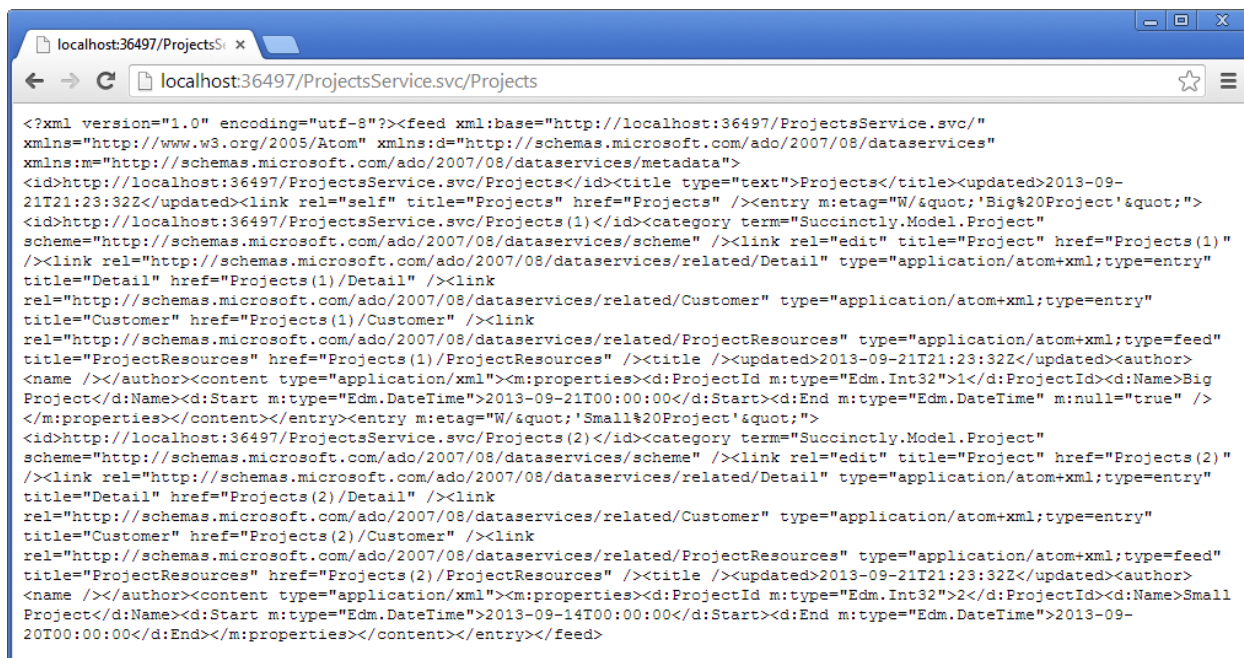 localhost:36497/ProjectsS
localhost:36497/ProjectsService.svc/Projects
<?xml version="1.0" encoding="utf-8"?><feed xml:base="http://localhost:36497/ProjectsService.svc/"
xmlns="http://www.w3.org/2005/Atom" xmlns:d="http://schemas.microsoft.com/ado/2007/08/dataservices"
xmlns:m="http://schemas.microsoft.com/ado/2007/08/dataservices/metadata">
<id>http://localhost:36497/ProjectsService.svc/Projects</id><title type="text">Projects</title><updated>2013-09-
21T21:23:32Z</updated><link rel="self" title="Projects" href="Projects" /><entry m:etag="W/&quot;'Big%20Project'&quot;">
<id>http://localhost:36497/ProjectsService.svc/Projects(1)</id><category term="Succinctly.Model.Project"
scheme="http://schemas.microsoft.com/ado/2007/08/dataservices/scheme" /><link rel="edit" title="Project" href="Projects(1)"
/><link rel="http://schemas.microsoft.com/ado/2007/08/dataservices/related/Detail" type="application/atom+xml;type=entry"
title="Detail" href="Projects(1)/Detail" /><link
rel="http://schemas.microsoft.com/ado/2007/08/dataservices/related/Customer" type="application/atom+xml;type=entry"
title="Customer" href="Projects(1)/Customer" /><link
rel="http://schemas.microsoft.com/ado/2007/08/dataservices/related/ProjectResources" type="application/atom+xml;type=feed"
title="ProjectResources" href="Projects(1)/ProjectResources" /><title /><updated>2013-09-21T21:23:32Z</updated><author>
<name /></author><content type="application/xml"><m:properties><d:ProjectId m:type="Edm.Int32">1</d:ProjectId><d:Name>Big
Project</d:Name><d:Start m:type="Edm.DateTime">2013-09-21T00:00:00</d:Start><d:End m:type="Edm.DateTime" m:null="true" />
</m:properties></content></entry><entry m:etag="W/&quot;'Small%20Project'&quot;">
<id>http://localhost:36497/ProjectsService.svc/Projects(2)</id><category term="Succinctly.Model.Project"
scheme="http://schemas.microsoft.com/ado/2007/08/dataservices/scheme" /><link rel="edit" title="Project" href="Projects(2)"
/><link rel="http://schemas.microsoft.com/ado/2007/08/dataservices/related/Detail" type="application/atom+xml;type=entry"
title="Detail" href="Projects(2)/Detail" /><link
rel="http://schemas.microsoft.com/ado/2007/08/dataservices/related/Customer" type="application/atom+xml;type=entry"
title="Customer" href="Projects(2)/Customer" /><link
rel="http://schemas.microsoft.com/ado/2007/08/dataservices/related/ProjectResources" type="application/atom+xml;type=feed"
title="ProjectResources" href="Projects(2)/ProjectResources" /><title /><updated>2013-09-21T21:23:32Z</updated><author>
<name /></author><content type="application/xml"><m:properties><d:ProjectId m:type="Edm.Int32">2</d:ProjectId><d:Name>Small
Project</d:Name><d:Start m:type="Edm.DateTime">2013-09-14T00:00:00</d:Start><d:End m:type="Edm.DateTime">2013-09-
20T00:00:00</d:End></m:properties></content></entry></feed>